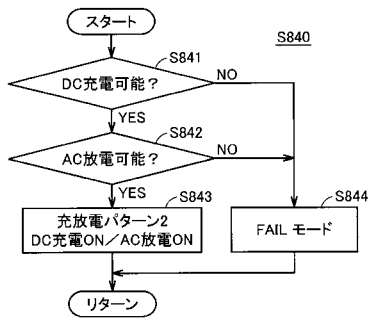 スタート
S840
S841
DC充電可能？
NO
YES
S842
AC放電可能？
NO
YES
S843
充放電パターン2
DC充電ON／AC放電ON
S844
FAIL モード
リターン